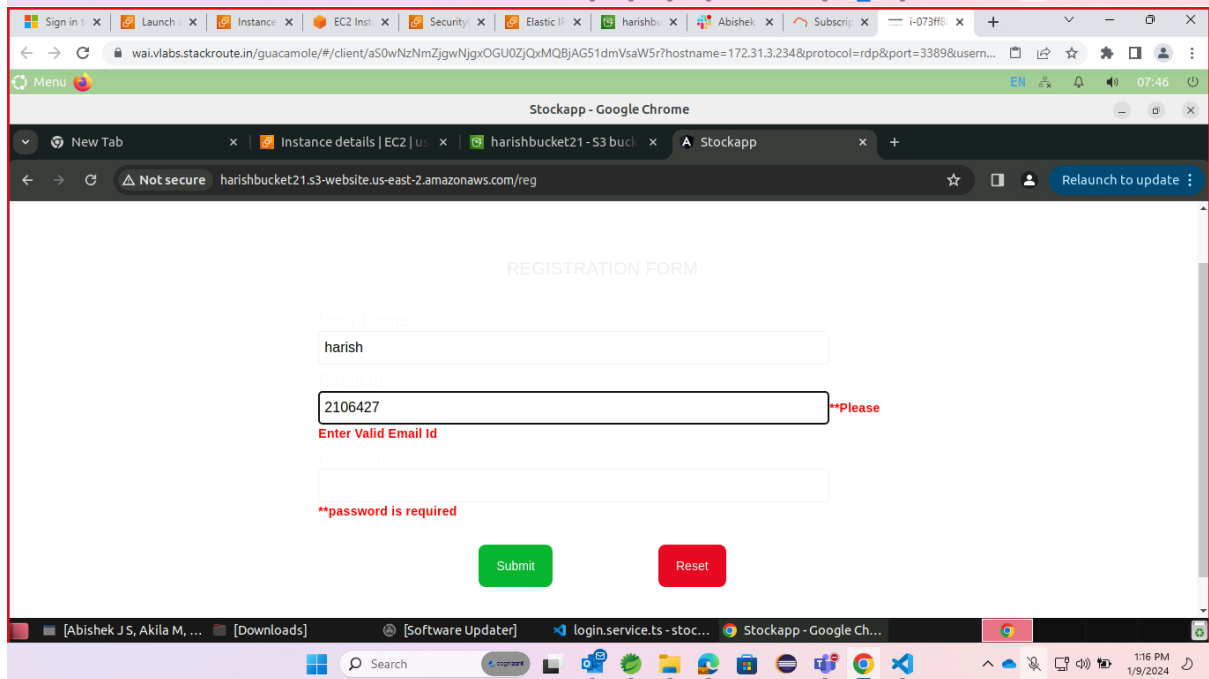 Sign in t
Launch a
Instance
EC2 Inst
Security
Elastic IP
harishbu
Abishek
Subscrip
i-073ff8
wai.vlabs.stackroute.in/guacamole/#/client/aS0wNzNmZjgwNjgxOGU0ZjQxMQBjAG51dmVsaW5r?hostname=172.31.3.234&protocol=rdp&port=3389&usern...
Menu
EN
07:46
Stockapp - Google Chrome
New Tab
Instance details | EC2 | us
harishbucket21 - S3 buck
Stockapp
Not secure
harishbucket21.s3-website.us-east-2.amazonaws.com/reg
Relaunch to update
REGISTRATION FORM
User Name
harish
Email Id
2106427
**Please
Enter Valid Email Id
Password
**password is required
Submit
Reset
[Abishek J S, Akila M, ...
[Downloads]
[Software Updater]
login.service.ts - stoc...
Stockapp - Google Ch...
Search
cognizant
1:16 PM
1/9/2024